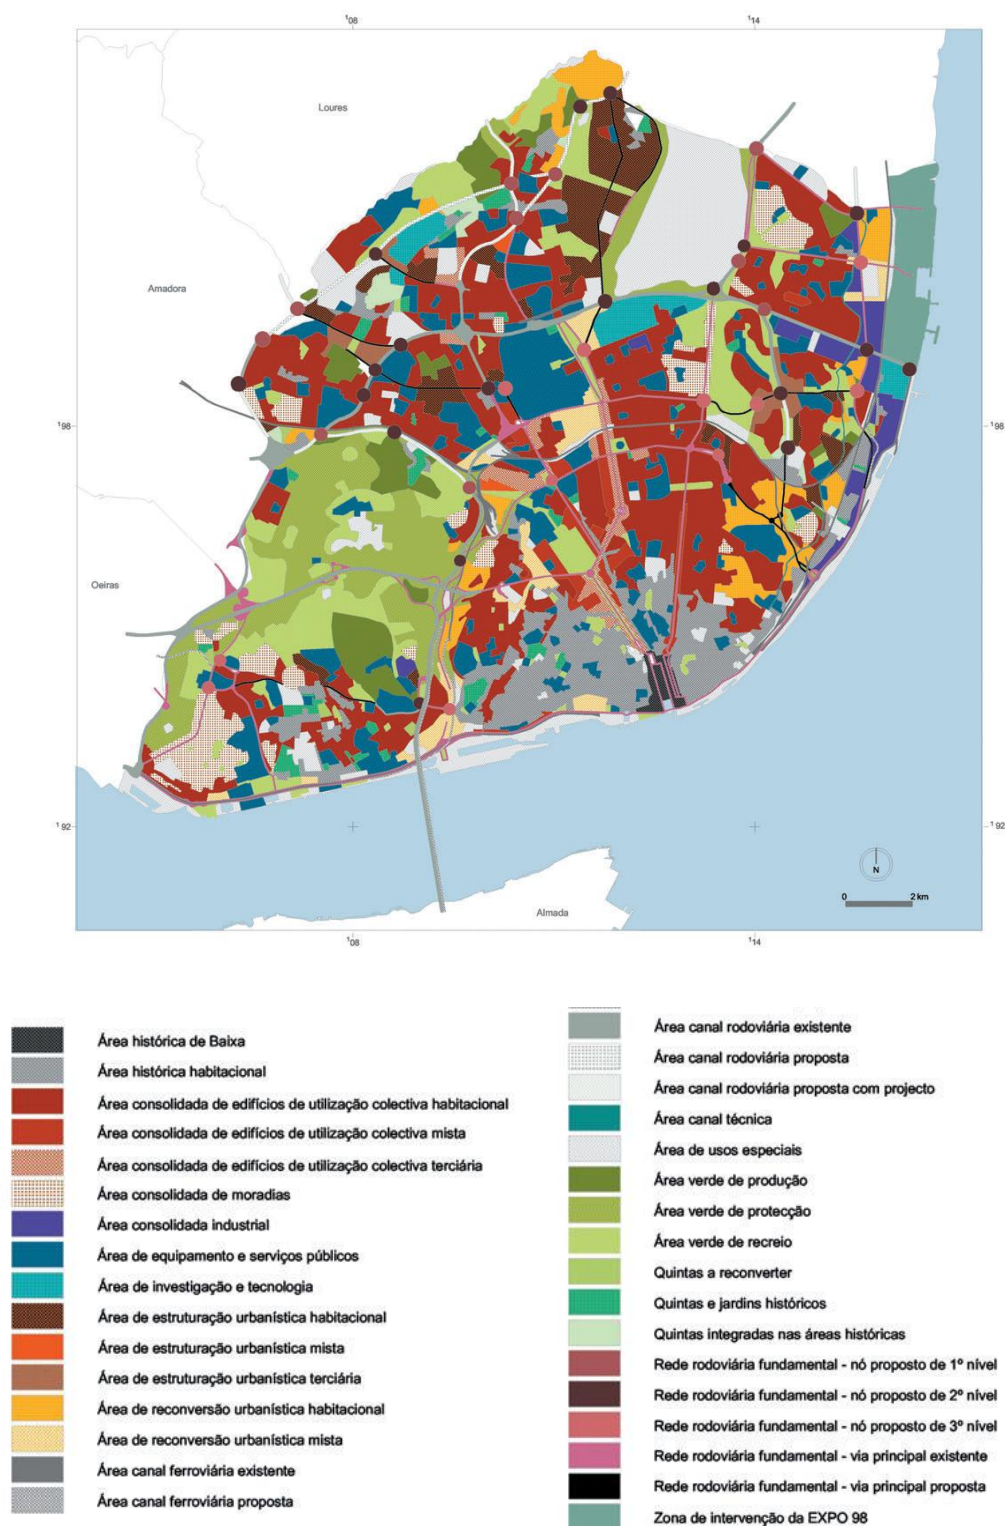 108
114
Loures
Amadora
198
198
Oeiras
192
192
N
0 2 km
Almada
108
114
Área histórica de Baixa
Área histórica habitacional
Área consolidada de edifícios de utilização colectiva habitacional
Área consolidada de edifícios de utilização colectiva mista
Área consolidada de edifícios de utilização colectiva terciária
Área consolidada de moradias
Área consolidada industrial
Área de equipamento e serviços públicos
Área de investigação e tecnologia
Área de estruturação urbanística habitacional
Área de estruturação urbanística mista
Área de estruturação urbanística terciária
Área de reconversão urbanística habitacional
Área de reconversão urbanística mista
Área canal ferroviária existente
Área canal ferroviária proposta
Área canal rodoviária existente
Área canal rodoviária proposta
Área canal rodoviária proposta com projecto
Área canal técnica
Área de usos especiais
Área verde de produção
Área verde de protecção
Área verde de recreio
Quintas a reconverter
Quintas e jardins históricos
Quintas integradas nas áreas históricas
Rede rodoviária fundamental - nó proposto de 1º nível
Rede rodoviária fundamental - nó proposto de 2º nível
Rede rodoviária fundamental - nó proposto de 3º nível
Rede rodoviária fundamental - via principal existente
Rede rodoviária fundamental - via principal proposta
Zona de intervenção da EXPO 98